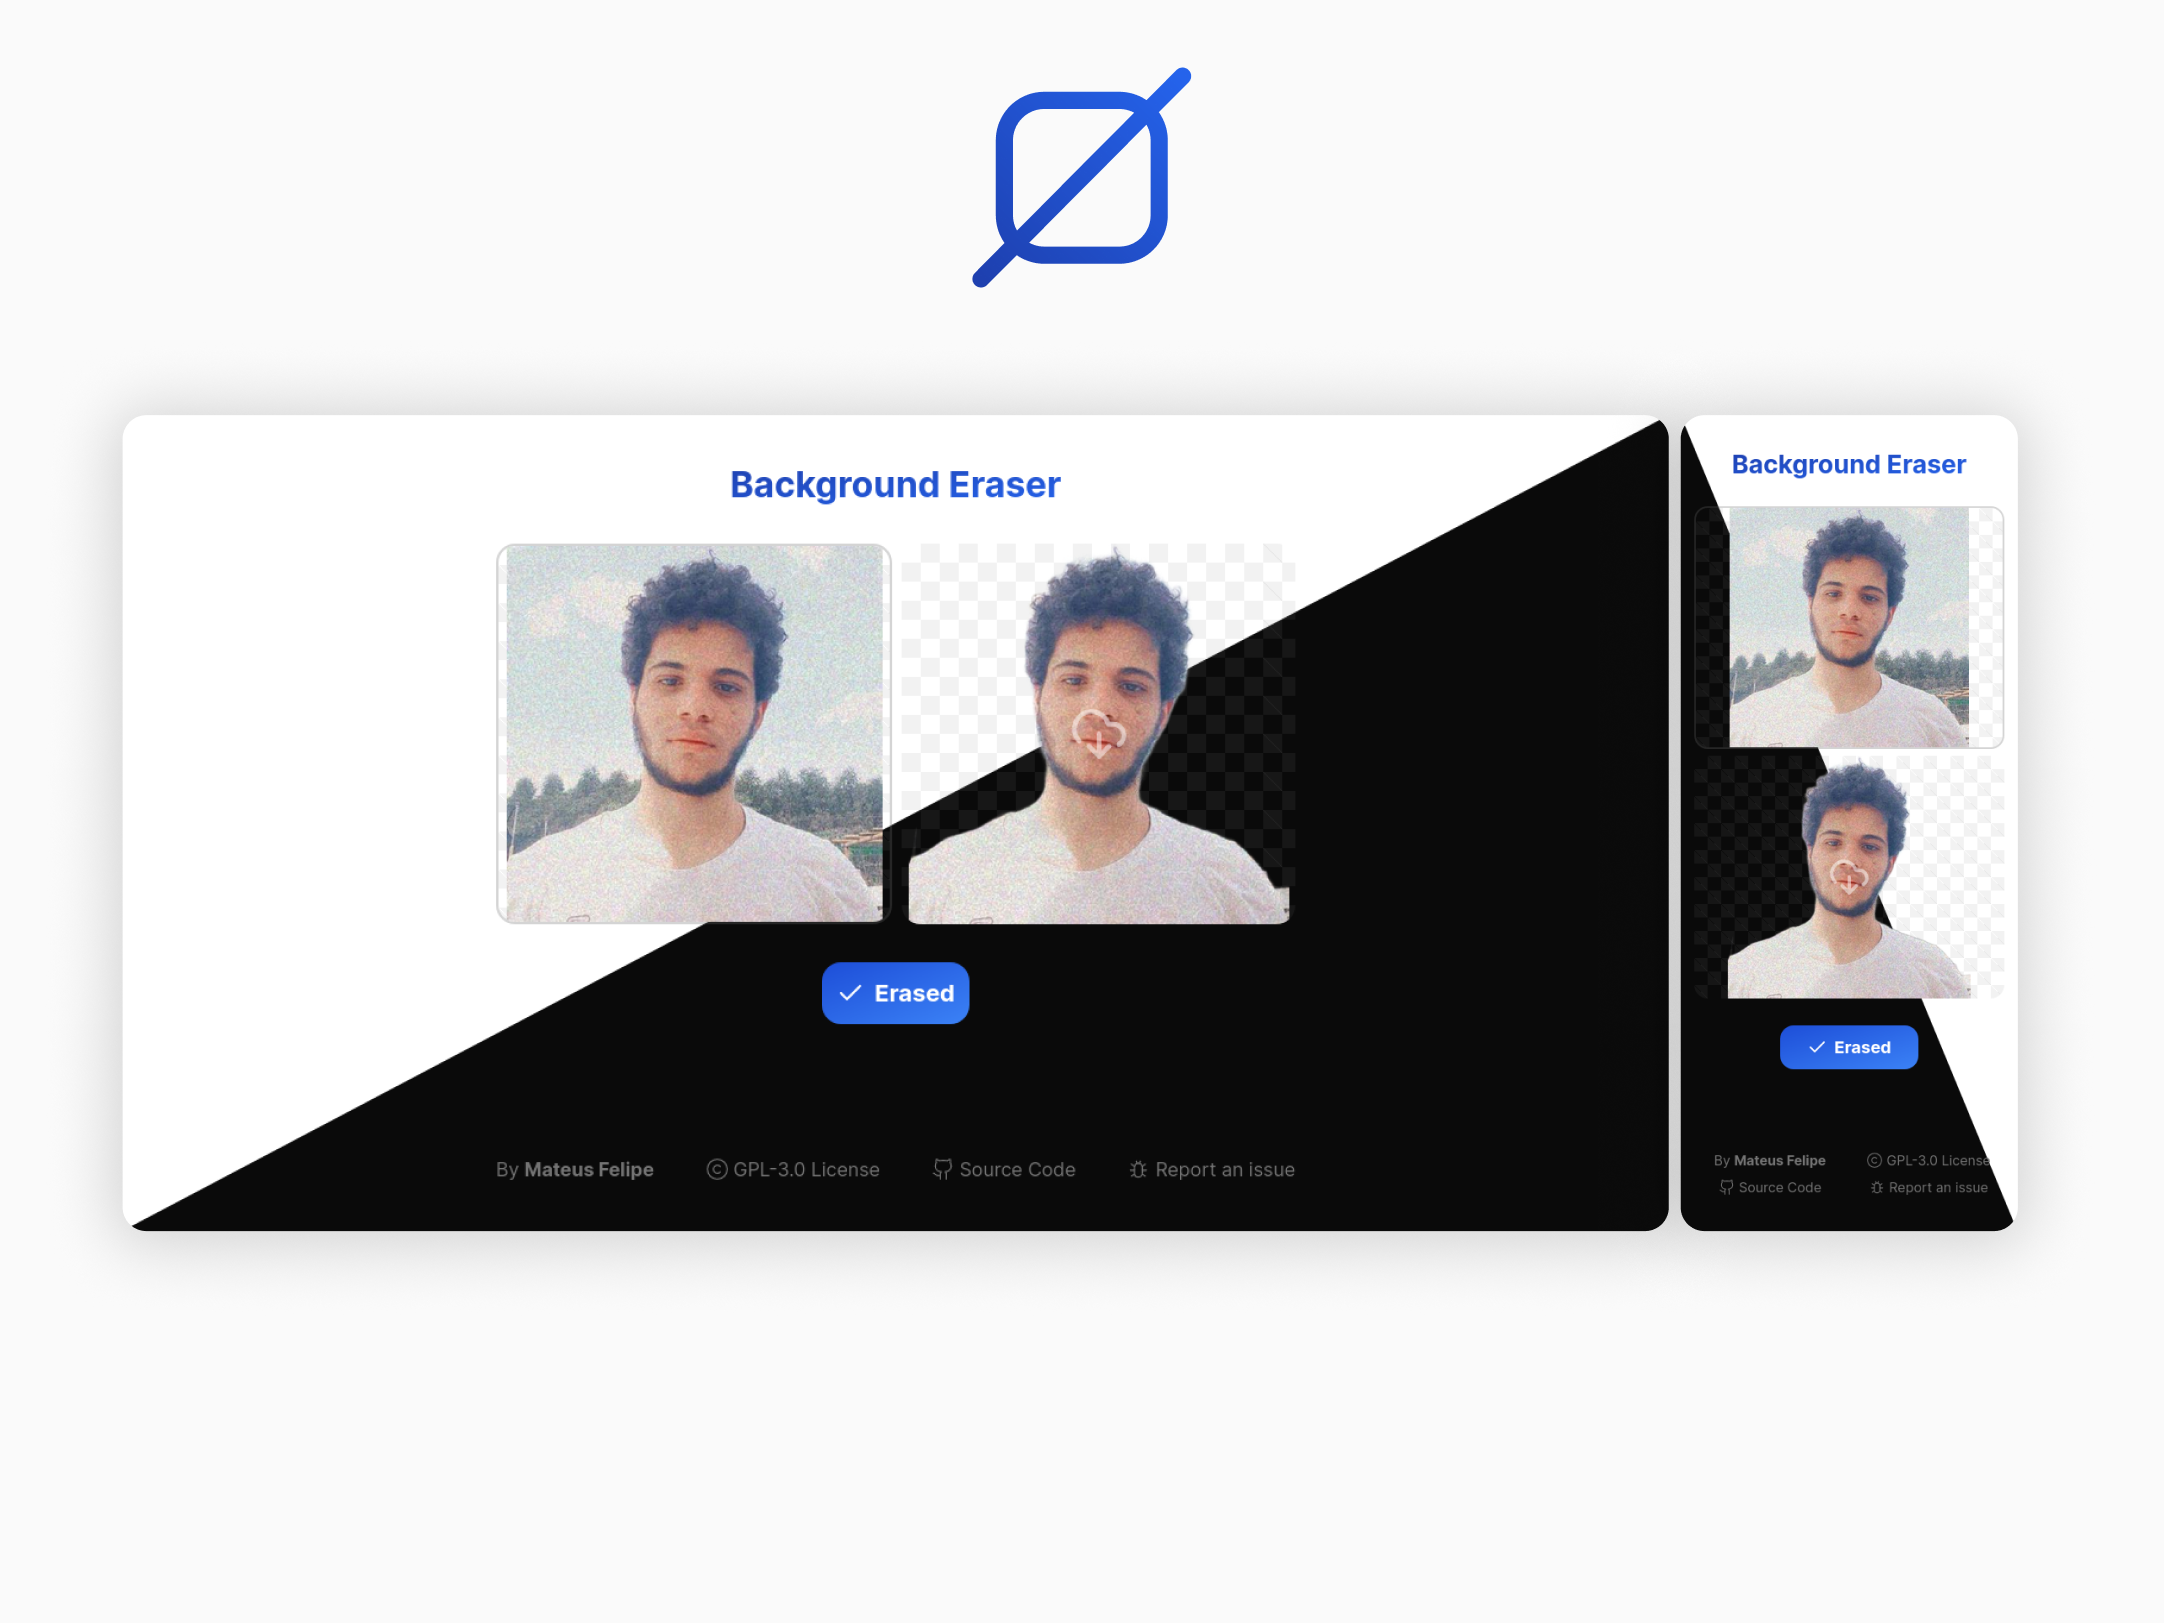 Background Eraser
Erased
By Mateus Felipe
GPL-3.0 License
Source Code
Report an issue
Background Eraser
Erased
By Mateus Felipe
GPL-3.0 License
Source Code
Report an issue